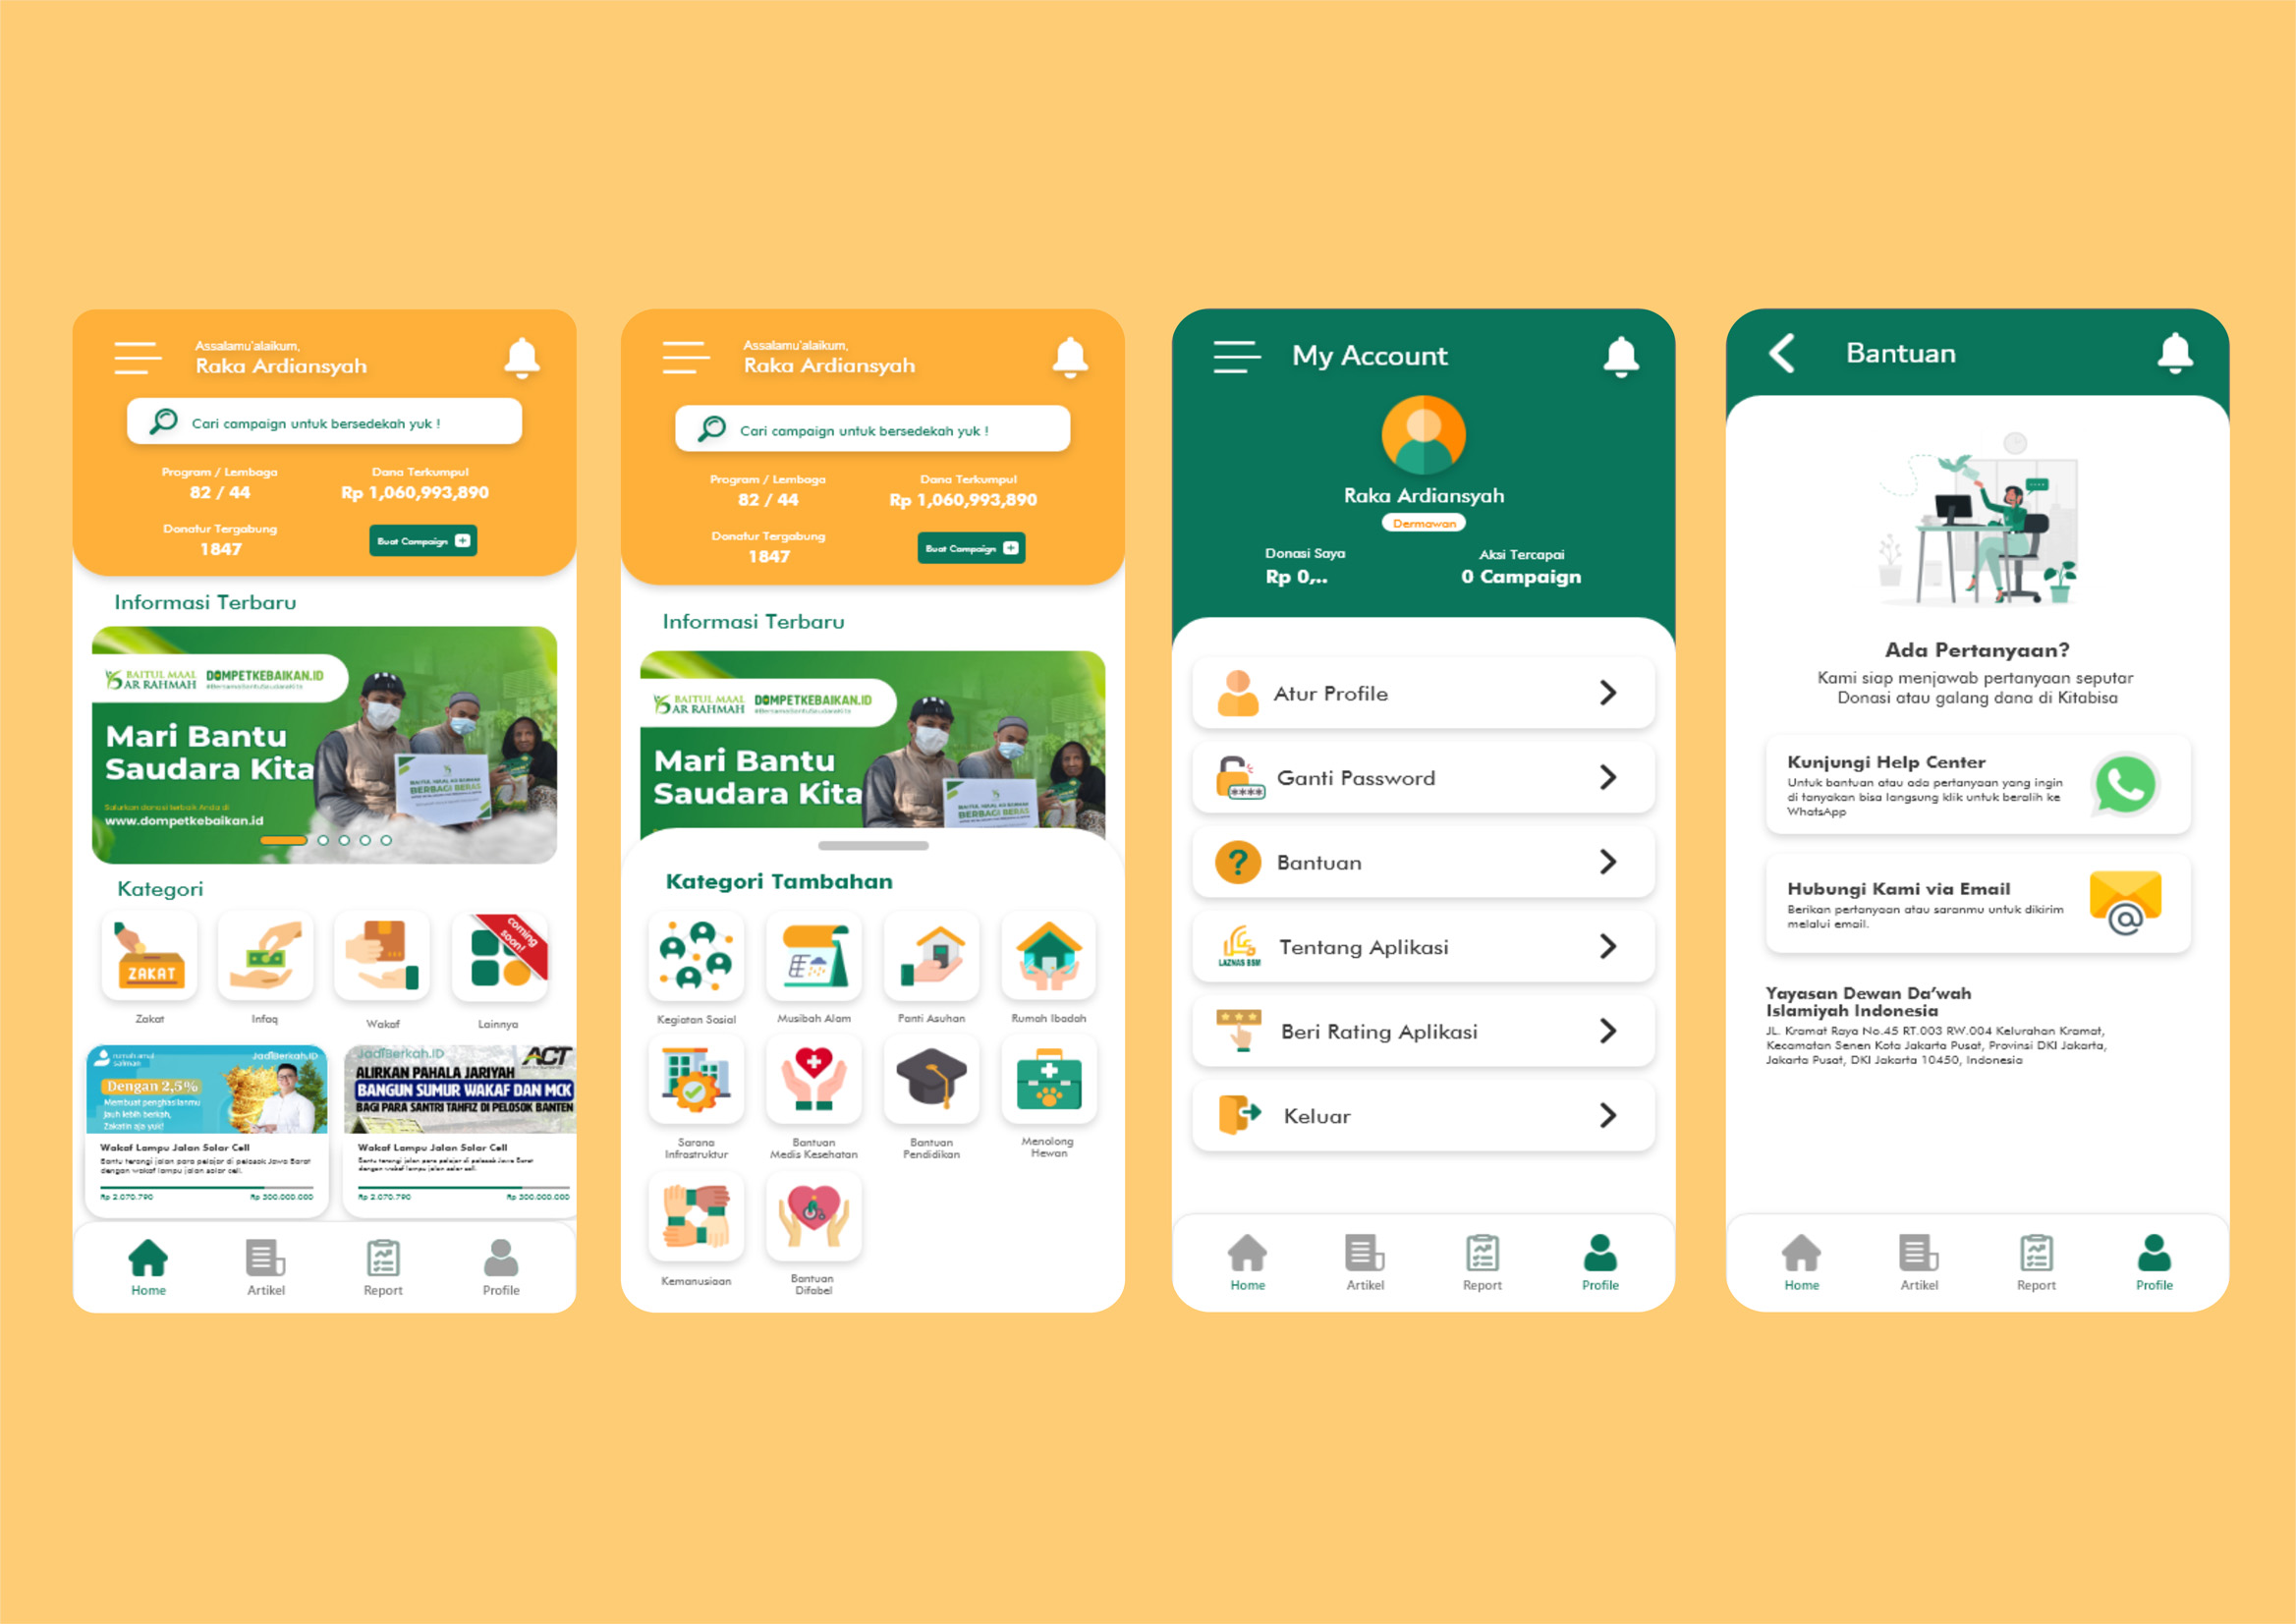 Assalamu'alaikum,
Raka Ardiansyah
Cari campaign untuk bersedekah yuk !
Program / Lembaga
82 / 44
Dana Terkumpul
Rp 1,060,993,890
Donatur Tergabung
1847
Buat Campaign
Informasi Terbaru
BAITUL MAAL
AR RAHMAH
DOMPETKEBAIKAN.ID
#BersamaBantuSaudaraKita
Mari Bantu
Saudara Kita
Salurkan donasi terbaik Anda di
www.dompetkebaikan.id
BERBAGI BERAS
Kategori
ZAKAT
coming
soon!
Zakat
Infaq
Wakaf
Lainnya
rumah amal
salman
JadiBerkah.ID
Dengan 2,5%
Membuat penghasilanmu
jauh lebih berkah,
Zakatin aja yuk!
Wakaf Lampu Jalan Solar Cell
Bantu terangi jalan para pelajar di pelosok Jawa Barat
dengan wakaf lampu jalan solar cell.
Rp 2.070.790
Rp 300.000.000
JadiBerkah.ID
ACT
ALIRKAN PAHALA JARIYAH
BANGUN SUMUR WAKAF DAN MCK
BAGI PARA SANTRI TAHFIZ DI PELOSOK BANTEN
Wakaf Lampu Jalan Solar Cell
Bantu terangi jalan para pelajar di pelosok Jawa Barat
dengan wakaf lampu jalan solar cell.
Rp 2.070.790
Rp 300.000.000
Home
Artikel
Report
Profile
Assalamu'alaikum,
Raka Ardiansyah
Cari campaign untuk bersedekah yuk !
Program / Lembaga
82 / 44
Dana Terkumpul
Rp 1,060,993,890
Donatur Tergabung
1847
Buat Campaign
Informasi Terbaru
BAITUL MAAL
AR RAHMAH
DOMPETKEBAIKAN.ID
#BersamaBantuSaudaraKita
Mari Bantu
Saudara Kita
BERBAGI BERAS
Kategori Tambahan
Kegiatan Sosial
Musibah Alam
Panti Asuhan
Rumah Ibadah
Sarana
Infrastruktur
Bantuan
Medis Kesehatan
Bantuan
Pendidikan
Menolong
Hewan
Kemanusiaan
Bantuan
Difabel
My Account
Raka Ardiansyah
Dermawan
Donasi Saya
Rp 0,..
Aksi Tercapai
0 Campaign
Atur Profile
****
Ganti Password
?
Bantuan
LAZNAS BSM
Tentang Aplikasi
Beri Rating Aplikasi
Keluar
Home
Artikel
Report
Profile
Bantuan
Ada Pertanyaan?
Kami siap menjawab pertanyaan seputar
Donasi atau galang dana di Kitabisa
Kunjungi Help Center
Untuk bantuan atau ada pertanyaan yang ingin
di tanyakan bisa langsung klik untuk beralih ke
WhatsApp
Hubungi Kami via Email
Berikan pertanyaan atau saranmu untuk dikirim
melalui email.
@
Yayasan Dewan Da'wah
Islamiyah Indonesia
JL. Kramat Raya No.45 RT.003 RW.004 Kelurahan Kramat,
Kecamatan Senen Kota Jakarta Pusat, Provinsi DKI Jakarta,
Jakarta Pusat, DKI Jakarta 10450, Indonesia
Home
Artikel
Report
Profile